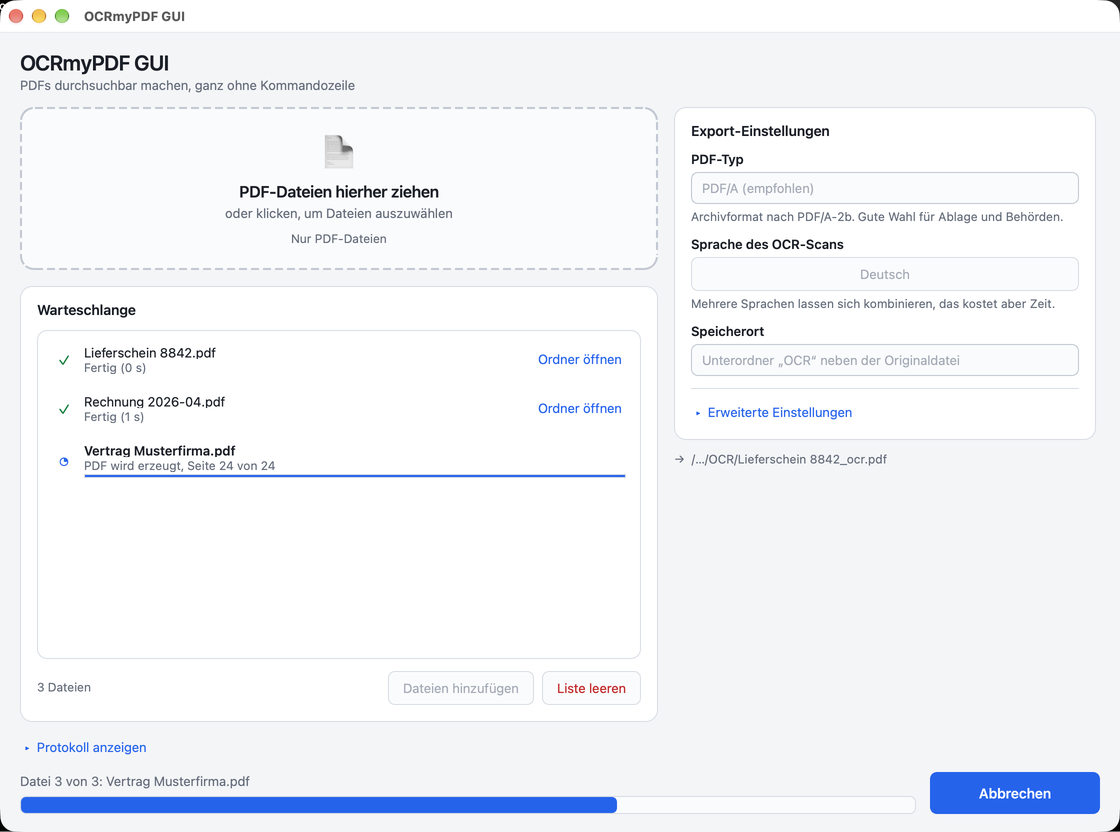 OCRmyPDF GUI
OCRmyPDF GUI
PDFs durchsuchbar machen, ganz ohne Kommandozeile
PDF-Dateien hierher ziehen
oder klicken, um Dateien auszuwählen
Nur PDF-Dateien
Warteschlange
Lieferschein 8842.pdf
Fertig (0 s)
Ordner öffnen
Rechnung 2026-04.pdf
Fertig (1 s)
Ordner öffnen
Vertrag Musterfirma.pdf
PDF wird erzeugt, Seite 24 von 24
3 Dateien
Dateien hinzufügen
Liste leeren
Export-Einstellungen
PDF-Typ
PDF/A (empfohlen)
Archivformat nach PDF/A-2b. Gute Wahl für Ablage und Behörden.
Sprache des OCR-Scans
Deutsch
Mehrere Sprachen lassen sich kombinieren, das kostet aber Zeit.
Speicherort
Unterordner „OCR“ neben der Originaldatei
▸ Erweiterte Einstellungen
→ /.../OCR/Lieferschein 8842_ocr.pdf
▸ Protokoll anzeigen
Datei 3 von 3: Vertrag Musterfirma.pdf
Abbrechen